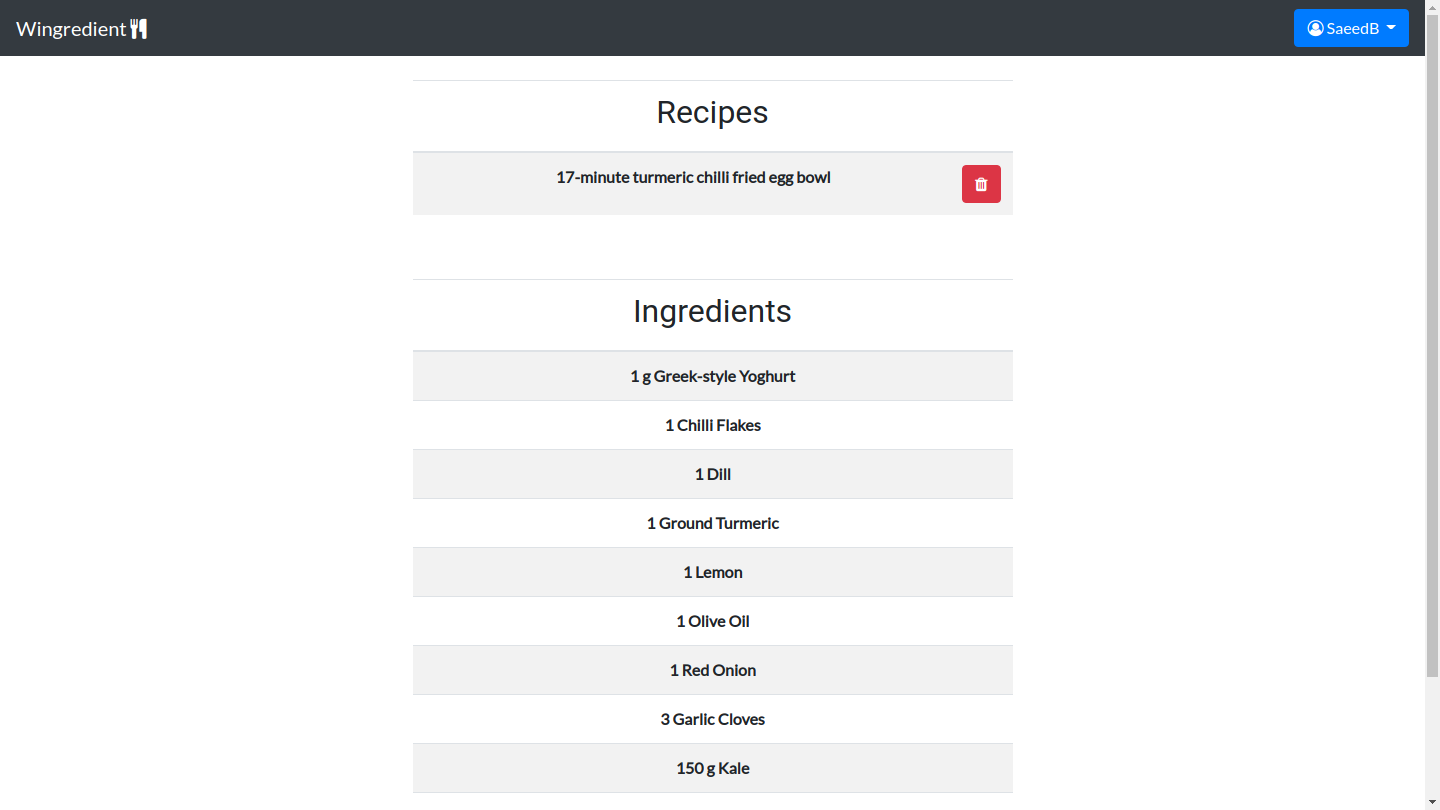 Wingredient
SaeedB
Recipes
17-minute turmeric chilli fried egg bowl
Ingredients
1 g Greek-style Yoghurt
1 Chilli Flakes
1 Dill
1 Ground Turmeric
1 Lemon
1 Olive Oil
1 Red Onion
3 Garlic Cloves
150 g Kale